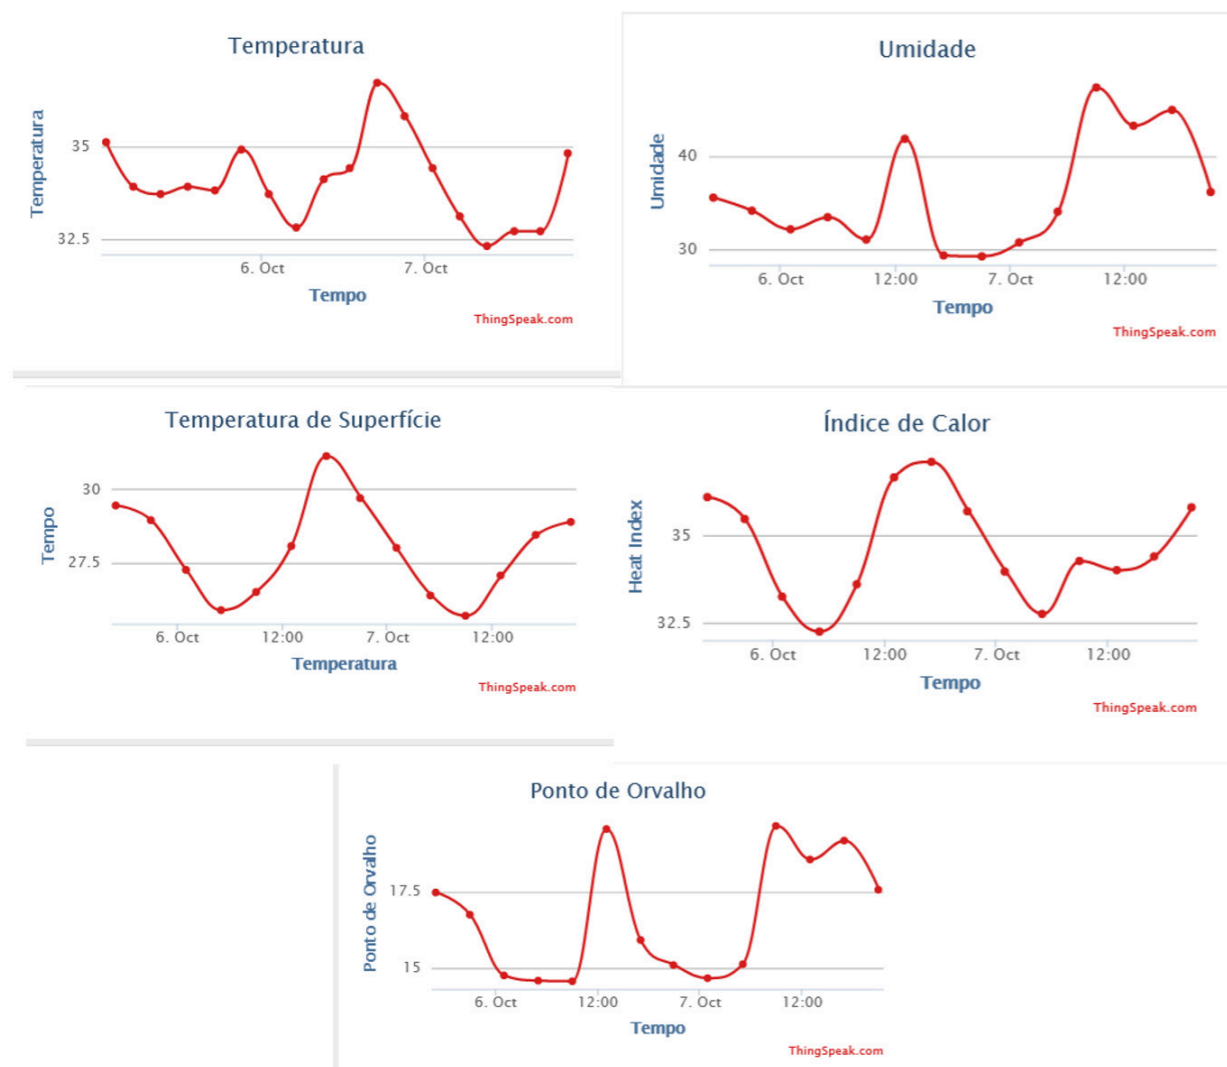 Temperatura
Temperatura
35
32.5
6. Oct
7. Oct
Tempo
ThingSpeak.com
Umidade
Umidade
40
30
6. Oct
12:00
7. Oct
12:00
Tempo
ThingSpeak.com
Temperatura de Superfície
Tempo
30
27.5
6. Oct
12:00
7. Oct
12:00
Temperatura
ThingSpeak.com
Índice de Calor
Heat Index
35
32.5
6. Oct
12:00
7. Oct
12:00
Tempo
ThingSpeak.com
Ponto de Orvalho
Ponto de Orvalho
17.5
15
6. Oct
12:00
7. Oct
12:00
Tempo
ThingSpeak.com